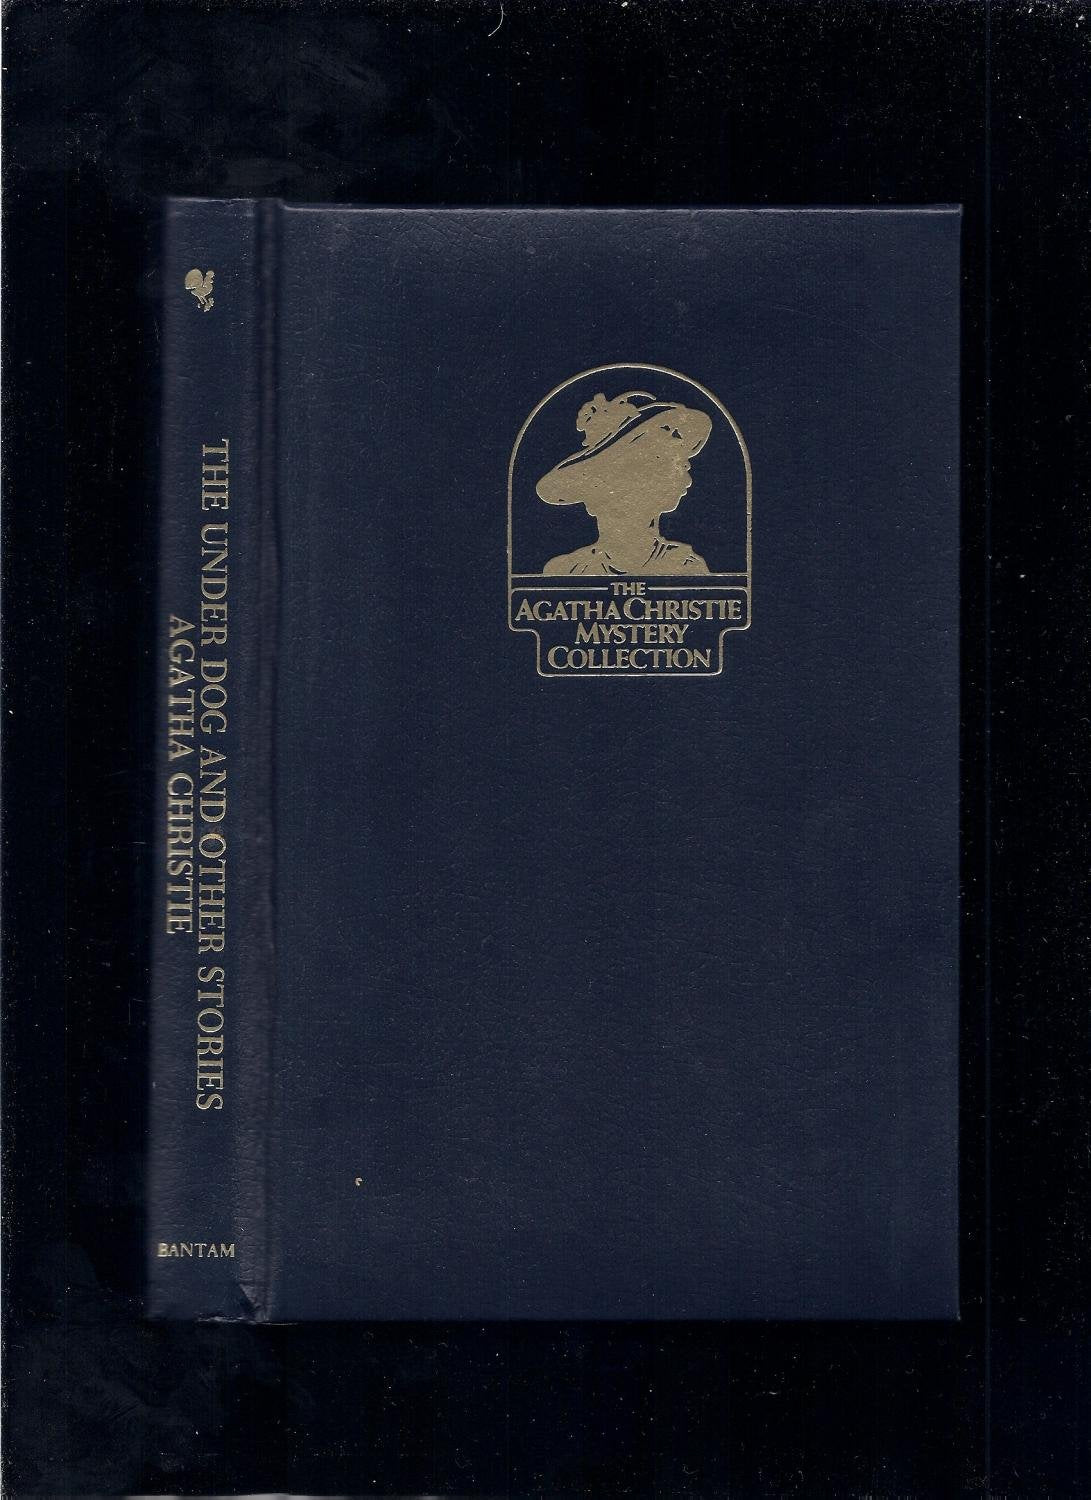 THE UNDER DOG AND OTHER STORIES
AGATHA CHRISTIE
BANTAM
THE
AGATHA CHRISTIE
MYSTERY
COLLECTION